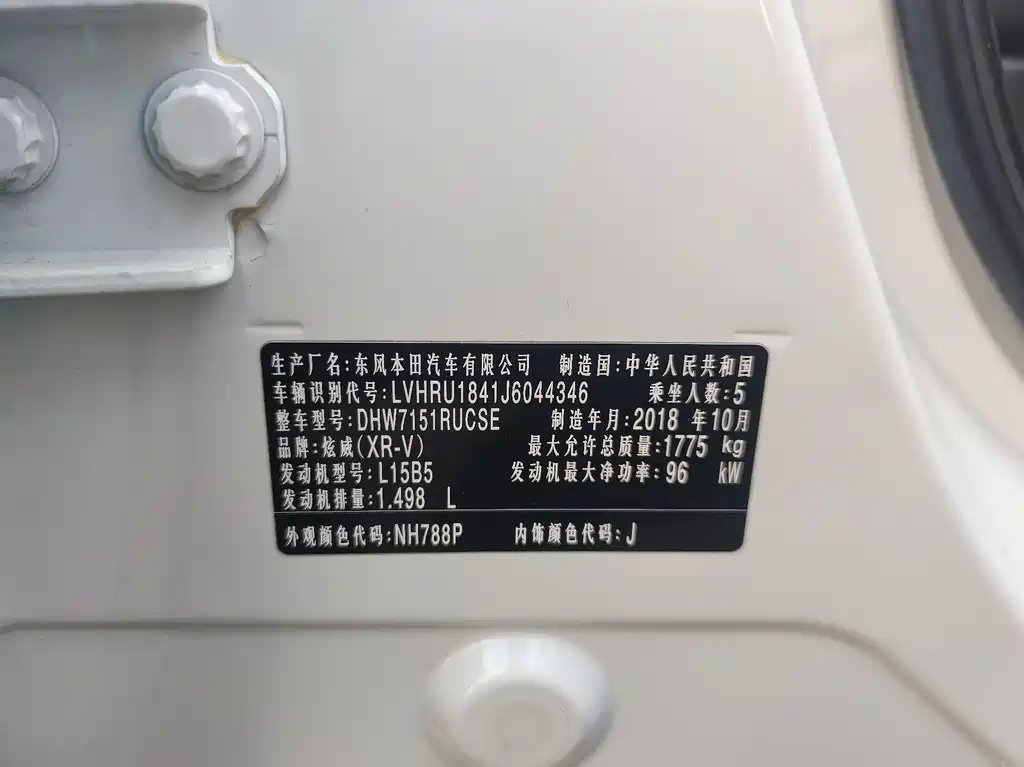 生产厂名:东风本田汽车有限公司 制造国:中华人民共和国
车辆识别代号:LVHRU1841J6044346 乘坐人数:5
整车型号:DHW7151RUCSE 制造年月:2018 年10月
品牌:炫威(XR-V) 最大允许总质量:1775 kg
发动机型号:L15B5 发动机最大净功率:96 kW
发动机排量:1.498 L
外观颜色代码:NH788P 内饰颜色代码:J